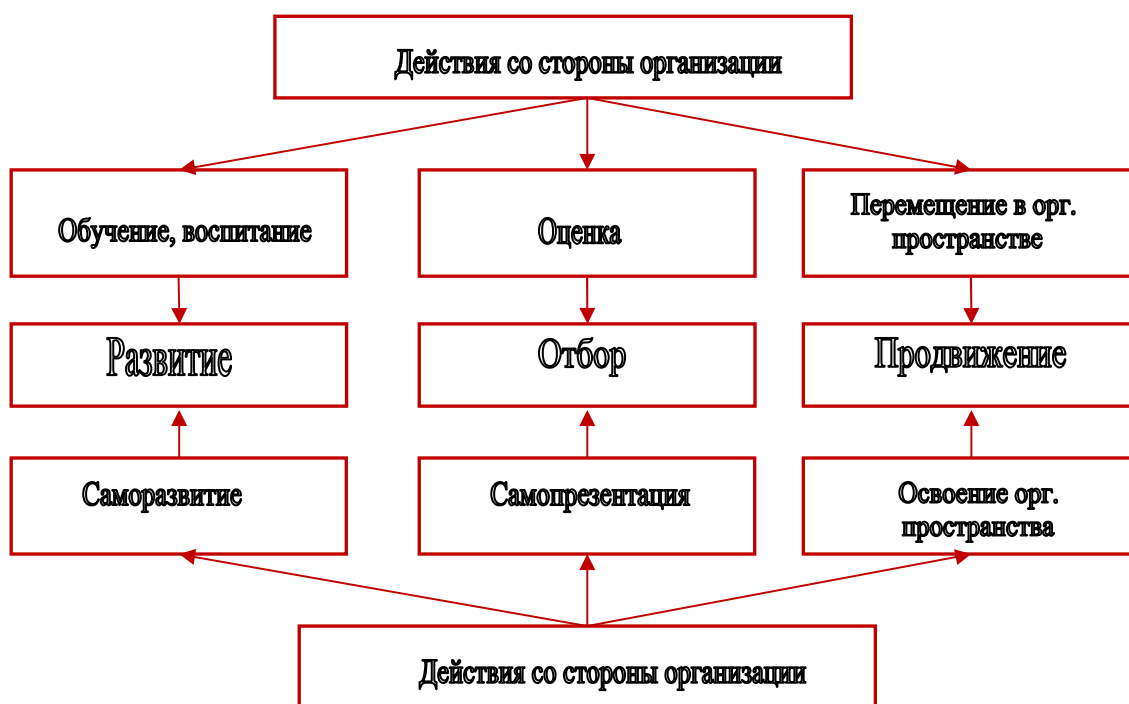 Действия со стороны организации
Обучение, воспитание
Оценка
Перемещение в орг.
пространстве
Развитие
Отбор
Продвижение
Саморазвитие
Самопрезентация
Освоение орг.
пространства
Действия со стороны организации